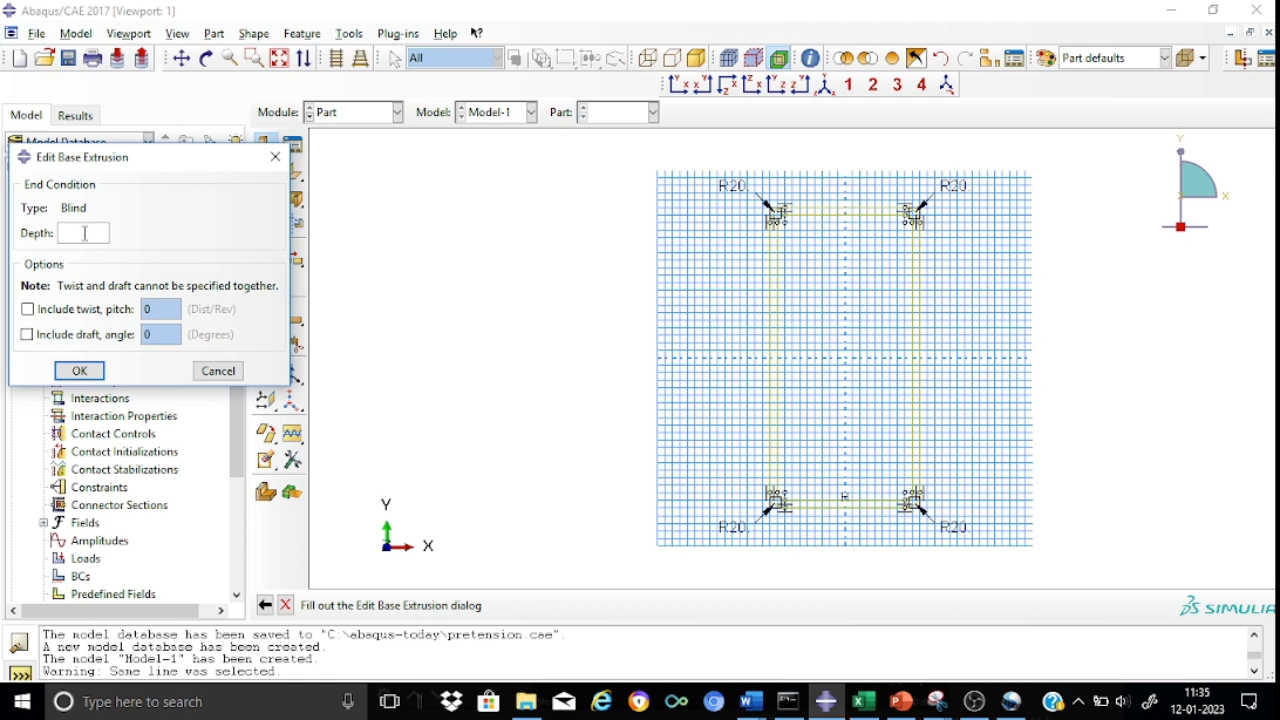 Abaqus/CAE 2017 [Viewport: 1]
File Model Viewport View Part Shape Feature Tools Plug-ins Help
All
Part defaults
1 2 3 4
Model Results
Module: Part Model: Model-1 Part:
Model Database
Edit Base Extrusion
End Condition
Type: Blind
Depth:
Options
Note: Twist and draft cannot be specified together.
Include twist, pitch: 0 (Dist/Rev)
Include draft, angle: 0 (Degrees)
OK Cancel
Interactions
Interaction Properties
Contact Controls
Contact Initializations
Contact Stabilizations
Constraints
Connector Sections
Fields
Amplitudes
Loads
BCs
Predefined Fields
R20. R20.
R20. R20.
H
Y
X
Y
X
Fill out the Edit Base Extrusion dialog
SIMULIA
The model database has been saved to "C:\abaqus-today\pretension.cae".
A new model database has been created.
The model "Model-1" has been created.
Warning: Same line was selected.
>>>
Type here to search
11:35
12-01-2023